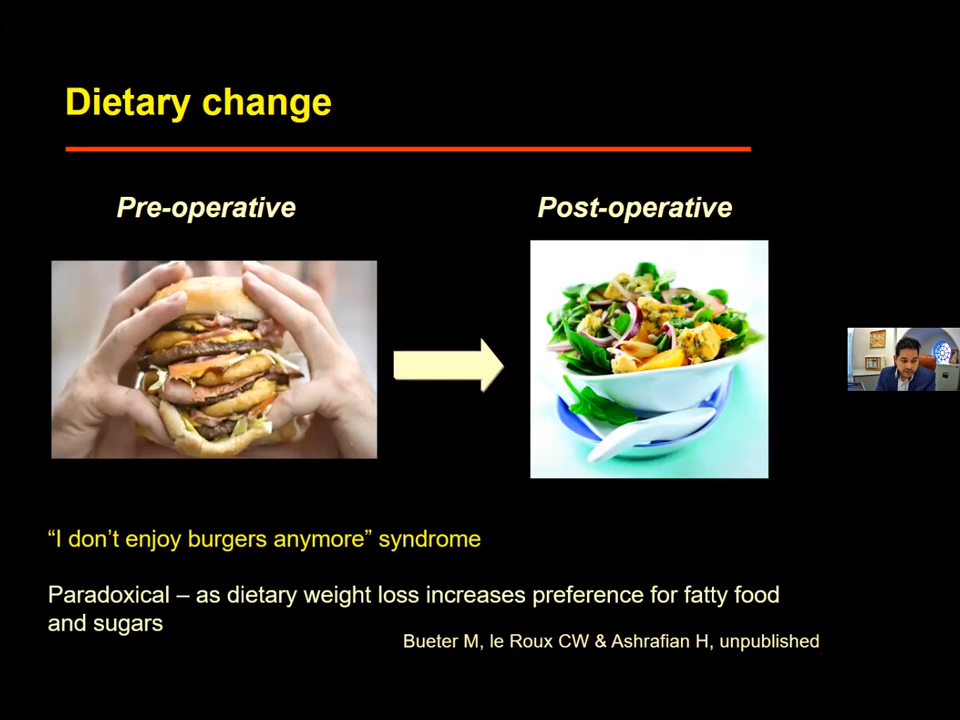 Dietary change
Pre-operative
Post-operative
“I don’t enjoy burgers anymore” syndrome
Paradoxical – as dietary weight loss increases preference for fatty food
and sugars
Bueter M, le Roux CW & Ashrafian H, unpublished